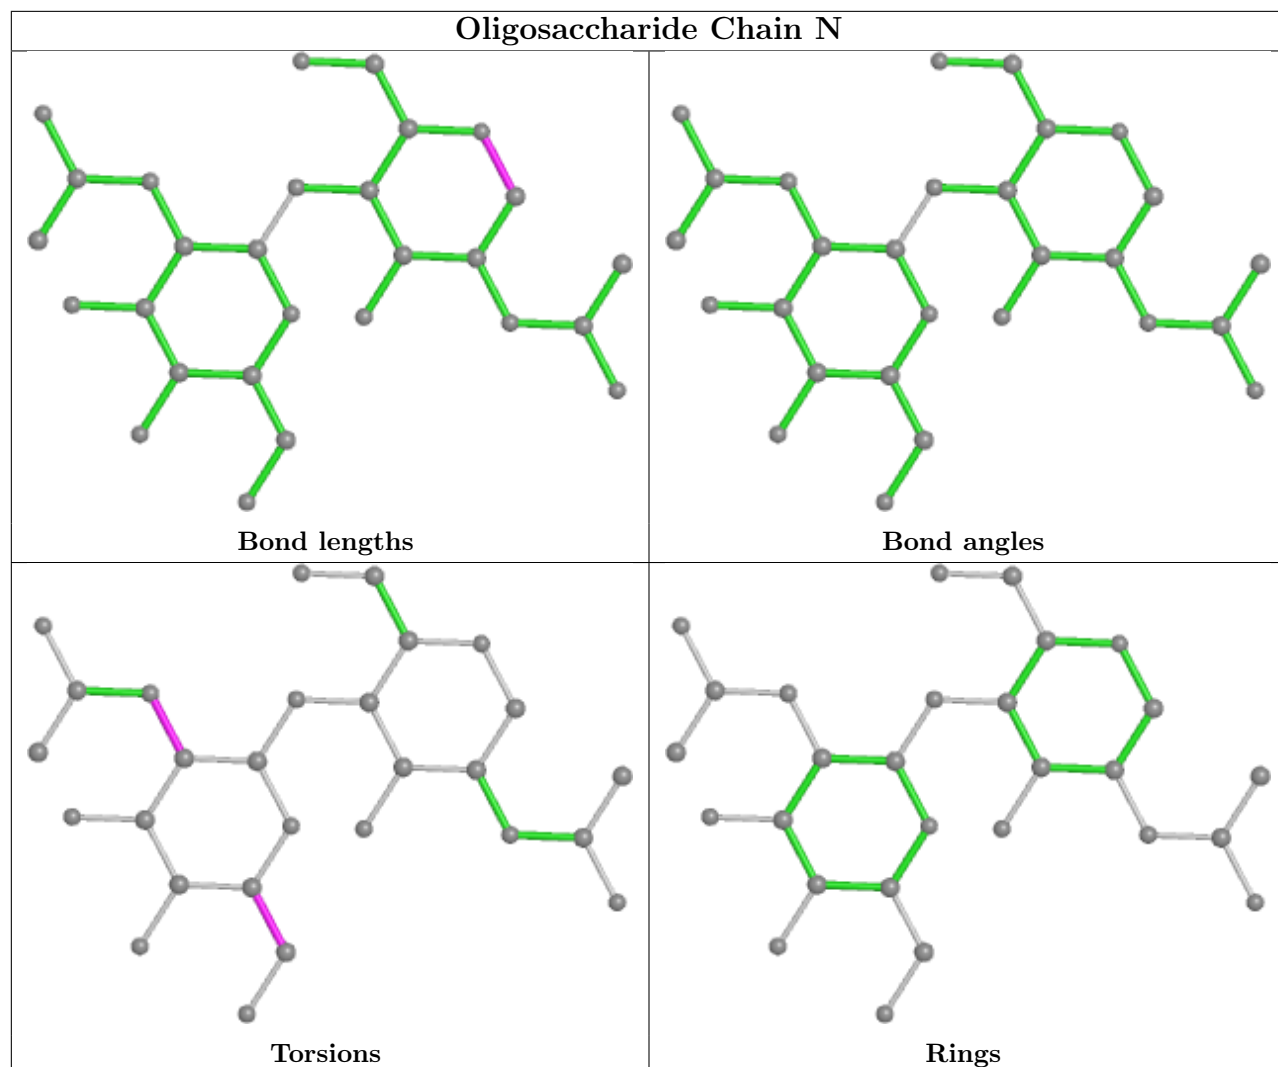 Oligosaccharide Chain N
Bond lengths
Bond angles
Torsions
Rings